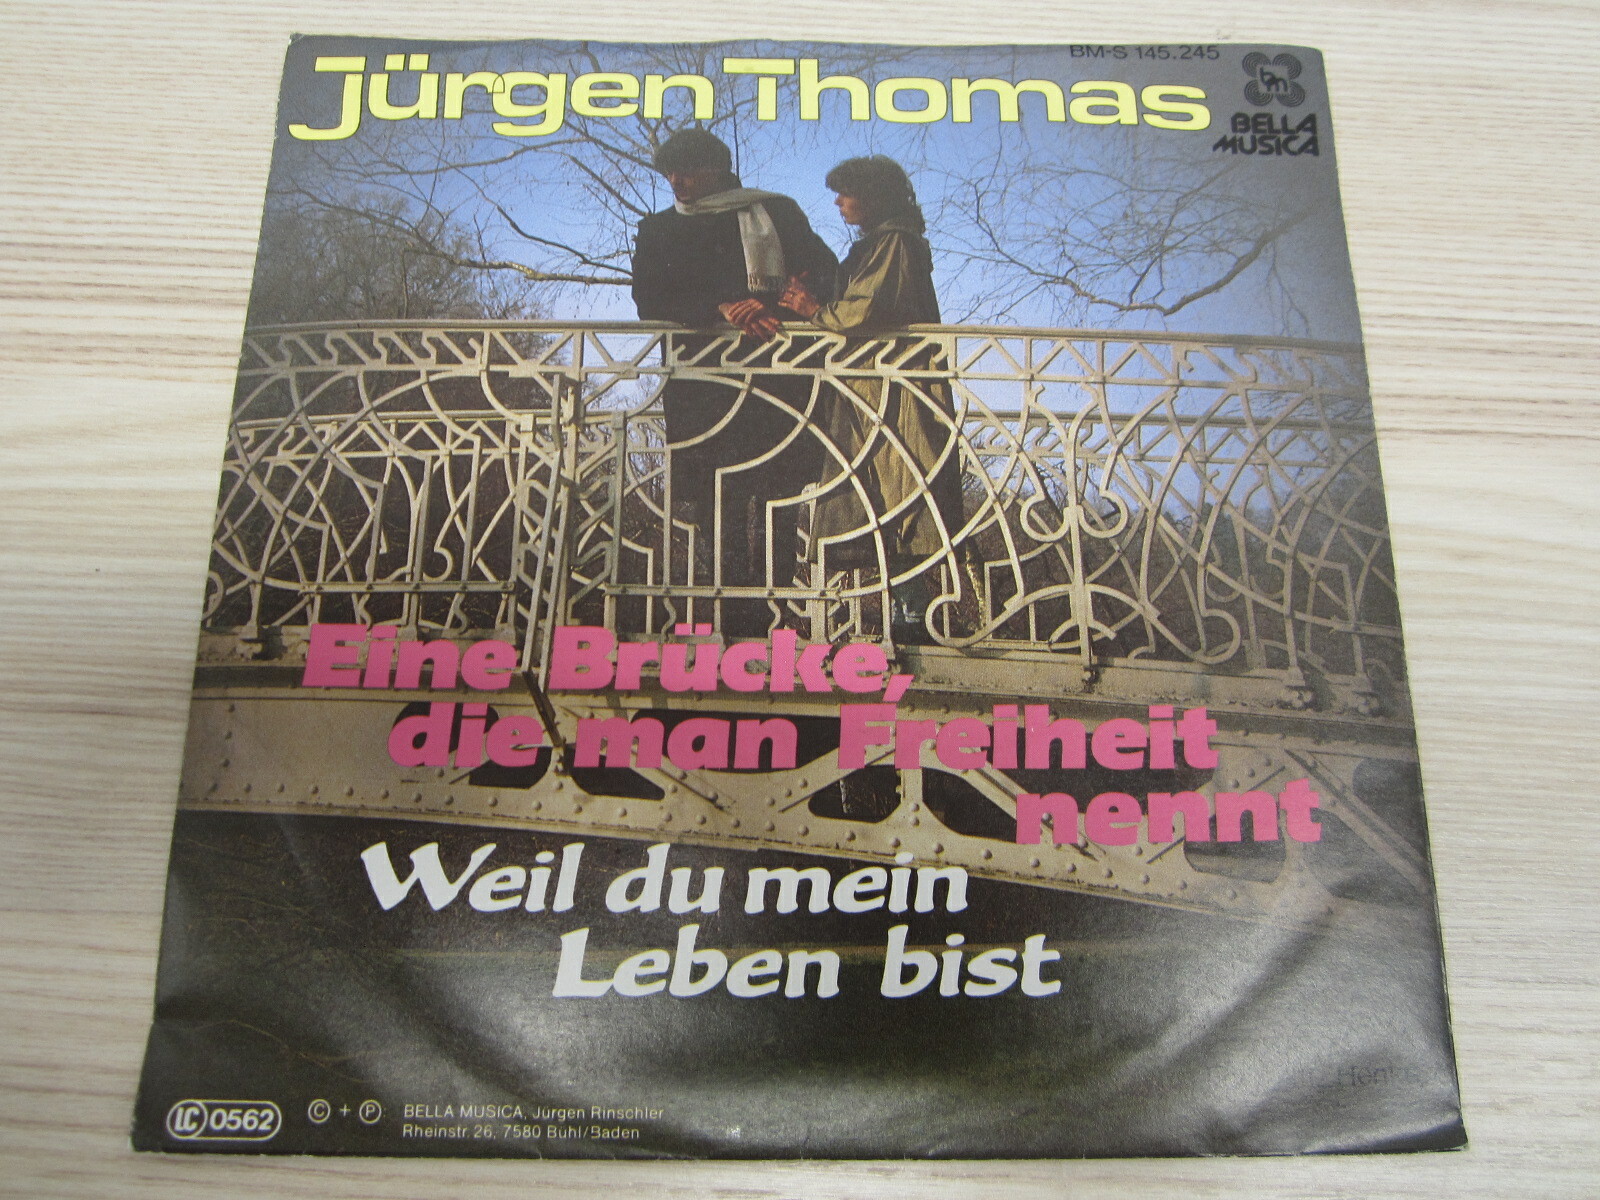 BM-S 145.245
Jürgen Thomas
bm
BELLA
MUSICA
Eine Brücke,
die man Freiheit
nennt
Weil du mein
Leben bist
LC 0562
© + ℗: BELLA MUSICA, Jürgen Rinschler
Rheinstr. 26, 7580 Bühl/Baden